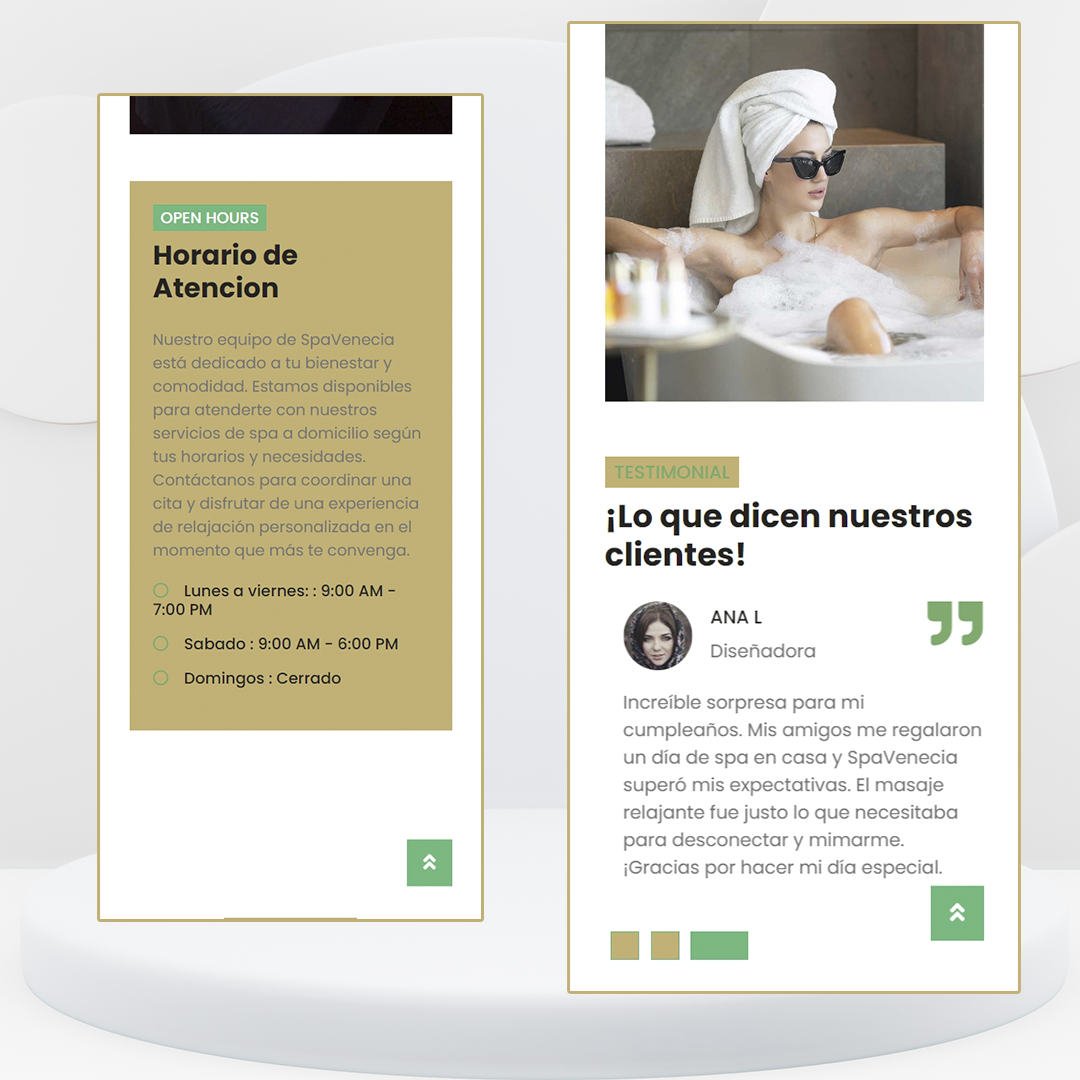 OPEN HOURS
Horario de
Atencion
Nuestro equipo de SpaVenecia
está dedicado a tu bienestar y
comodidad. Estamos disponibles
para atenderte con nuestros
servicios de spa a domicilio según
tus horarios y necesidades.
Contáctanos para coordinar una
cita y disfrutar de una experiencia
de relajación personalizada en el
momento que más te convenga.
Lunes a viernes: : 9:00 AM -
7:00 PM
Sabado : 9:00 AM - 6:00 PM
Domingos : Cerrado
TESTIMONIAL
¡Lo que dicen nuestros
clientes!
ANA L
Diseñadora
Increíble sorpresa para mi
cumpleaños. Mis amigos me regalaron
un día de spa en casa y SpaVenecia
superó mis expectativas. El masaje
relajante fue justo lo que necesitaba
para desconectar y mimarme.
¡Gracias por hacer mi día especial.